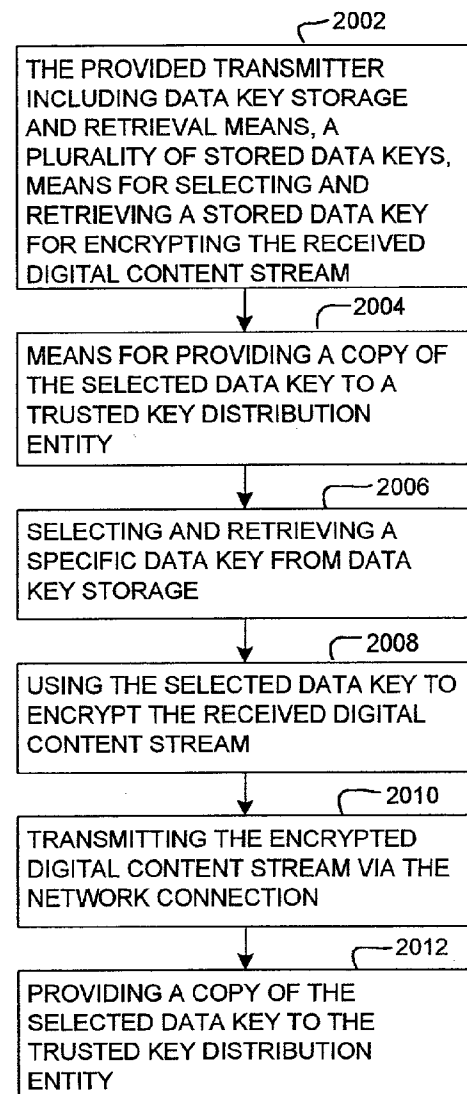 2002
THE PROVIDED TRANSMITTER
INCLUDING DATA KEY STORAGE
AND RETRIEVAL MEANS, A
PLURALITY OF STORED DATA KEYS,
MEANS FOR SELECTING AND
RETRIEVING A STORED DATA KEY
FOR ENCRYPTING THE RECEIVED
DIGITAL CONTENT STREAM
2004
MEANS FOR PROVIDING A COPY OF
THE SELECTED DATA KEY TO A
TRUSTED KEY DISTRIBUTION
ENTITY
2006
SELECTING AND RETRIEVING A
SPECIFIC DATA KEY FROM DATA
KEY STORAGE
2008
USING THE SELECTED DATA KEY TO
ENCRYPT THE RECEIVED DIGITAL
CONTENT STREAM
2010
TRANSMITTING THE ENCRYPTED
DIGITAL CONTENT STREAM VIA THE
NETWORK CONNECTION
2012
PROVIDING A COPY OF THE
SELECTED DATA KEY TO THE
TRUSTED KEY DISTRIBUTION
ENTITY